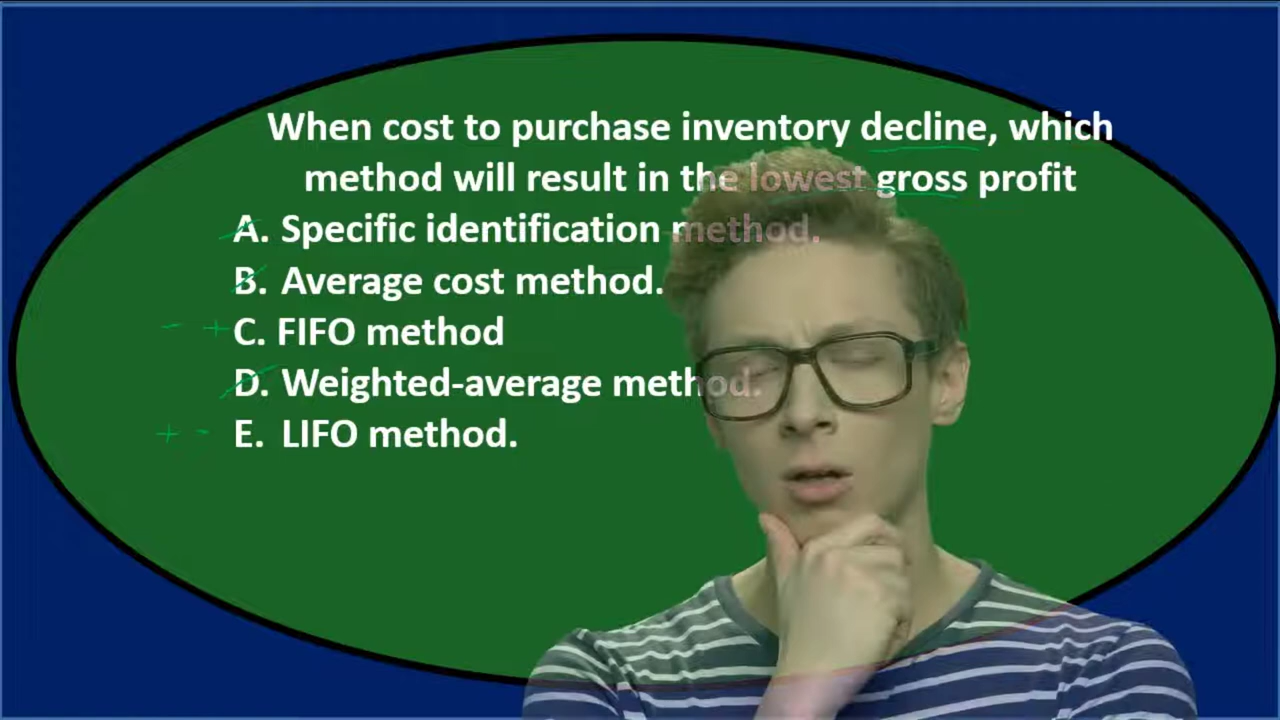 When cost to purchase inventory decline, which
method will result in the lowest gross profit
A. Specific identification method.
B. Average cost method.
C. FIFO method
D. Weighted-average method.
E. LIFO method.